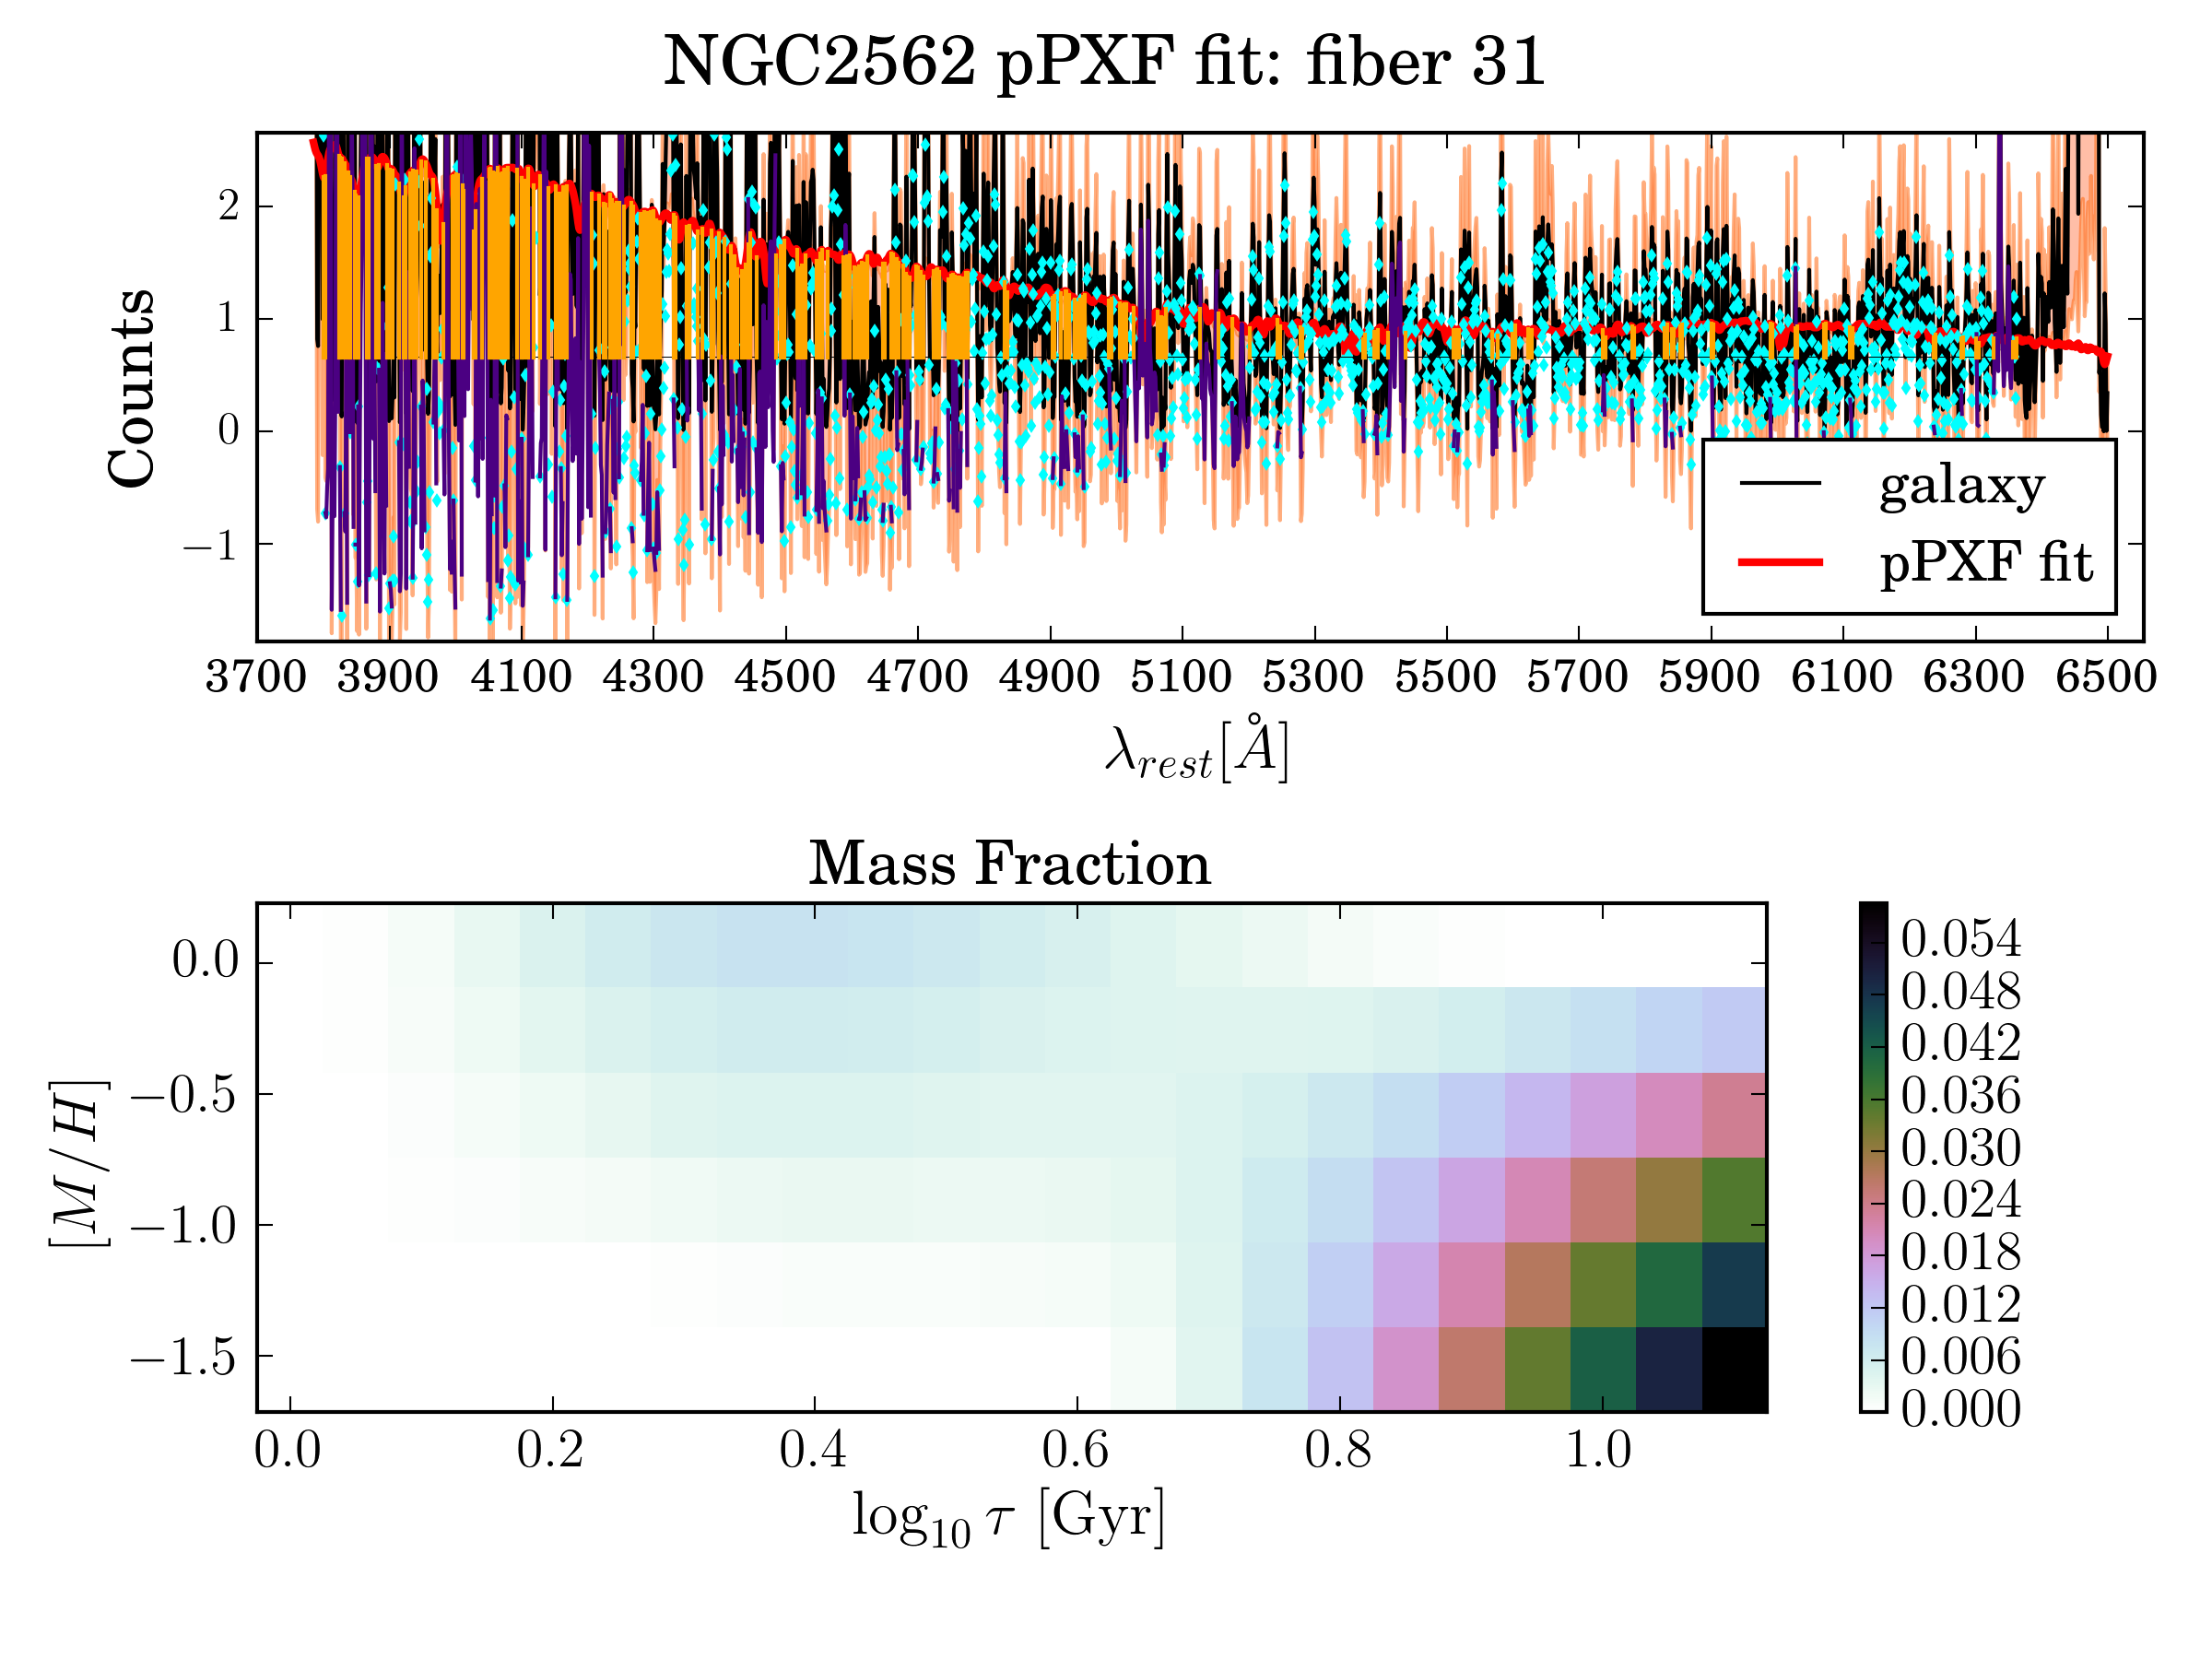 NGC2562 pPXF fit: fiber 31
Counts
2
1
0
−1
galaxy
pPXF fit
3700 3900 4100 4300 4500 4700 4900 5100 5300 5500 5700 5900 6100 6300 6500
λrest[Å]
Mass Fraction
[M/H]
0.0
−0.5
−1.0
−1.5
0.0 0.2 0.4 0.6 0.8 1.0
log10 τ [Gyr]
0.054
0.048
0.042
0.036
0.030
0.024
0.018
0.012
0.006
0.000